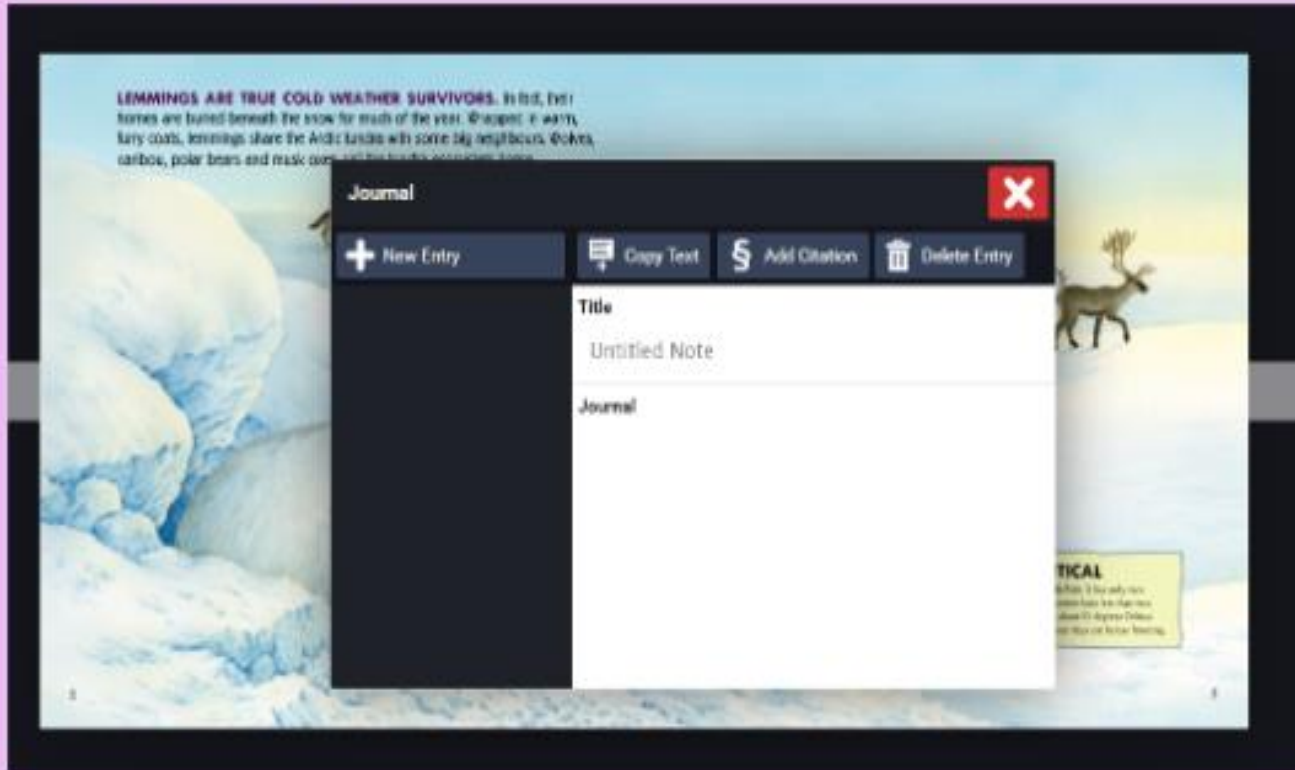 LEMMINGS ARE TRUE COLD WEATHER SURVIVORS. In fact, their
homes are buried beneath the snow for much of the year. Wrapped in warm,
furry coats, lemmings share the Arctic tundra with some big neighbours. Wolves,
caribou, polar bears and musk oxen
Journal
New Entry
Copy Text
Add Citation
Delete Entry
Title
Untitled Note
Journal
TICAL